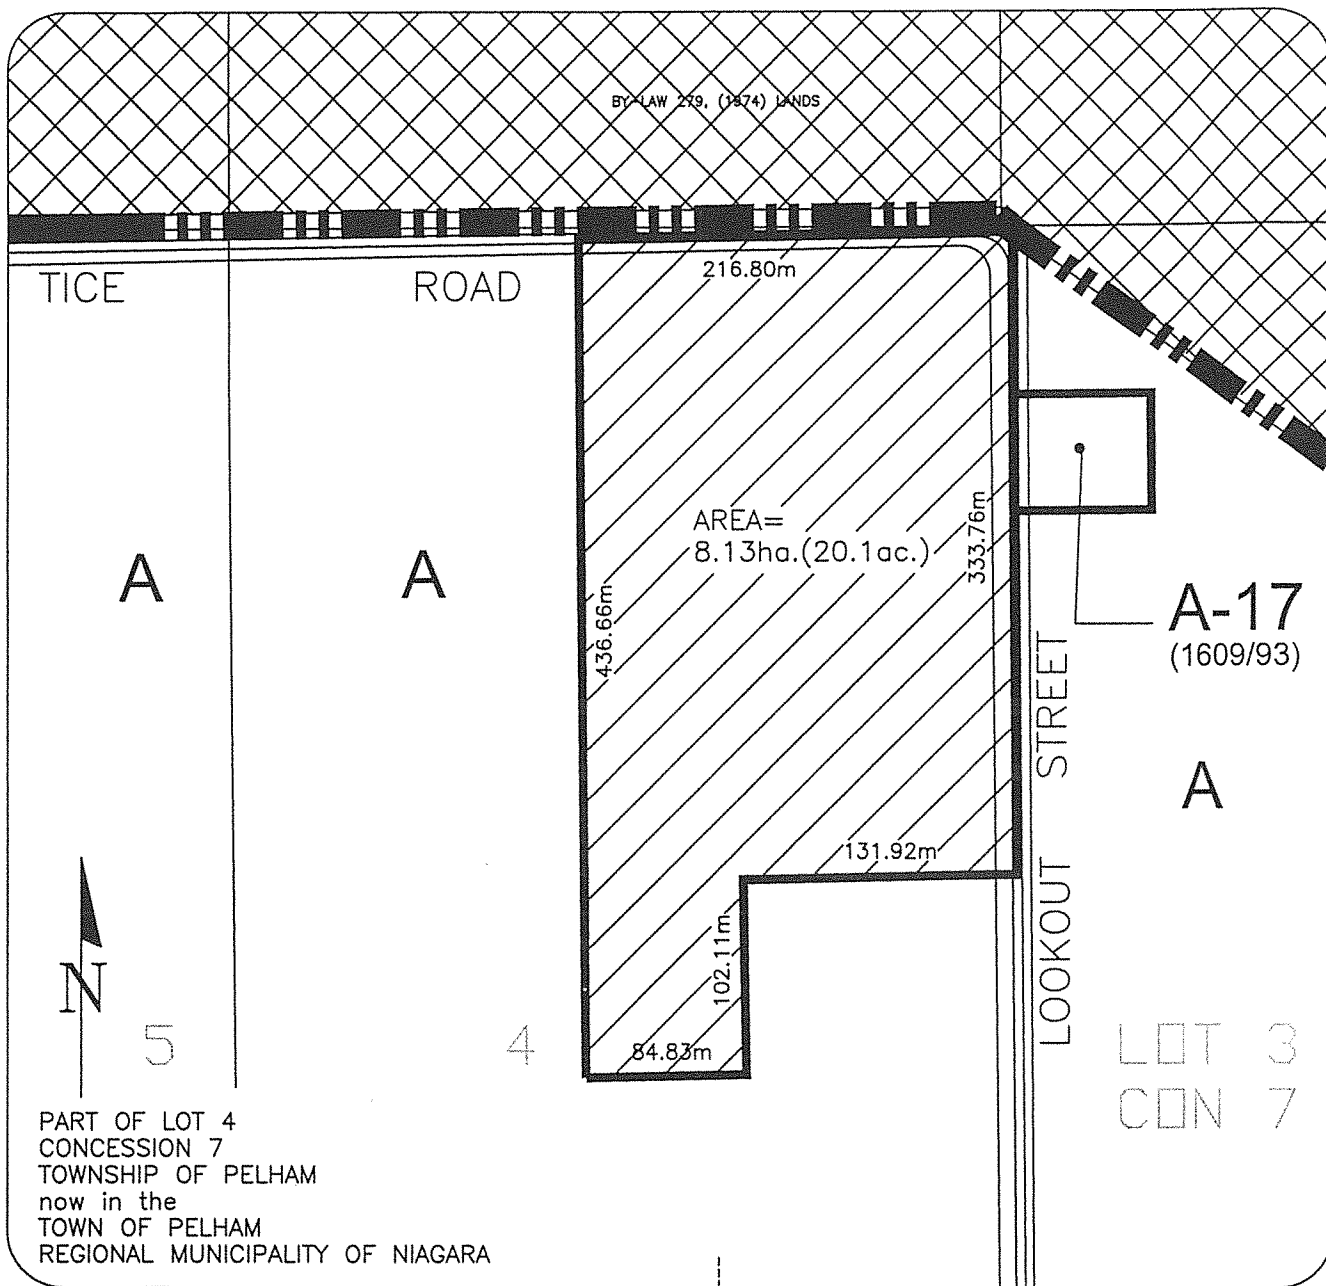 BY-LAW 279, (1974) LANDS
TICE ROAD
216.80m
AREA=
8.13ha.(20.1ac.)
333.76m
436.66m
A
A
A-17
(1609/93)
LOOKOUT STREET
A
131.92m
102.11m
84.83m
N
5
4
LOT 3
CON 7
PART OF LOT 4
CONCESSION 7
TOWNSHIP OF PELHAM
now in the
TOWN OF PELHAM
REGIONAL MUNICIPALITY OF NIAGARA